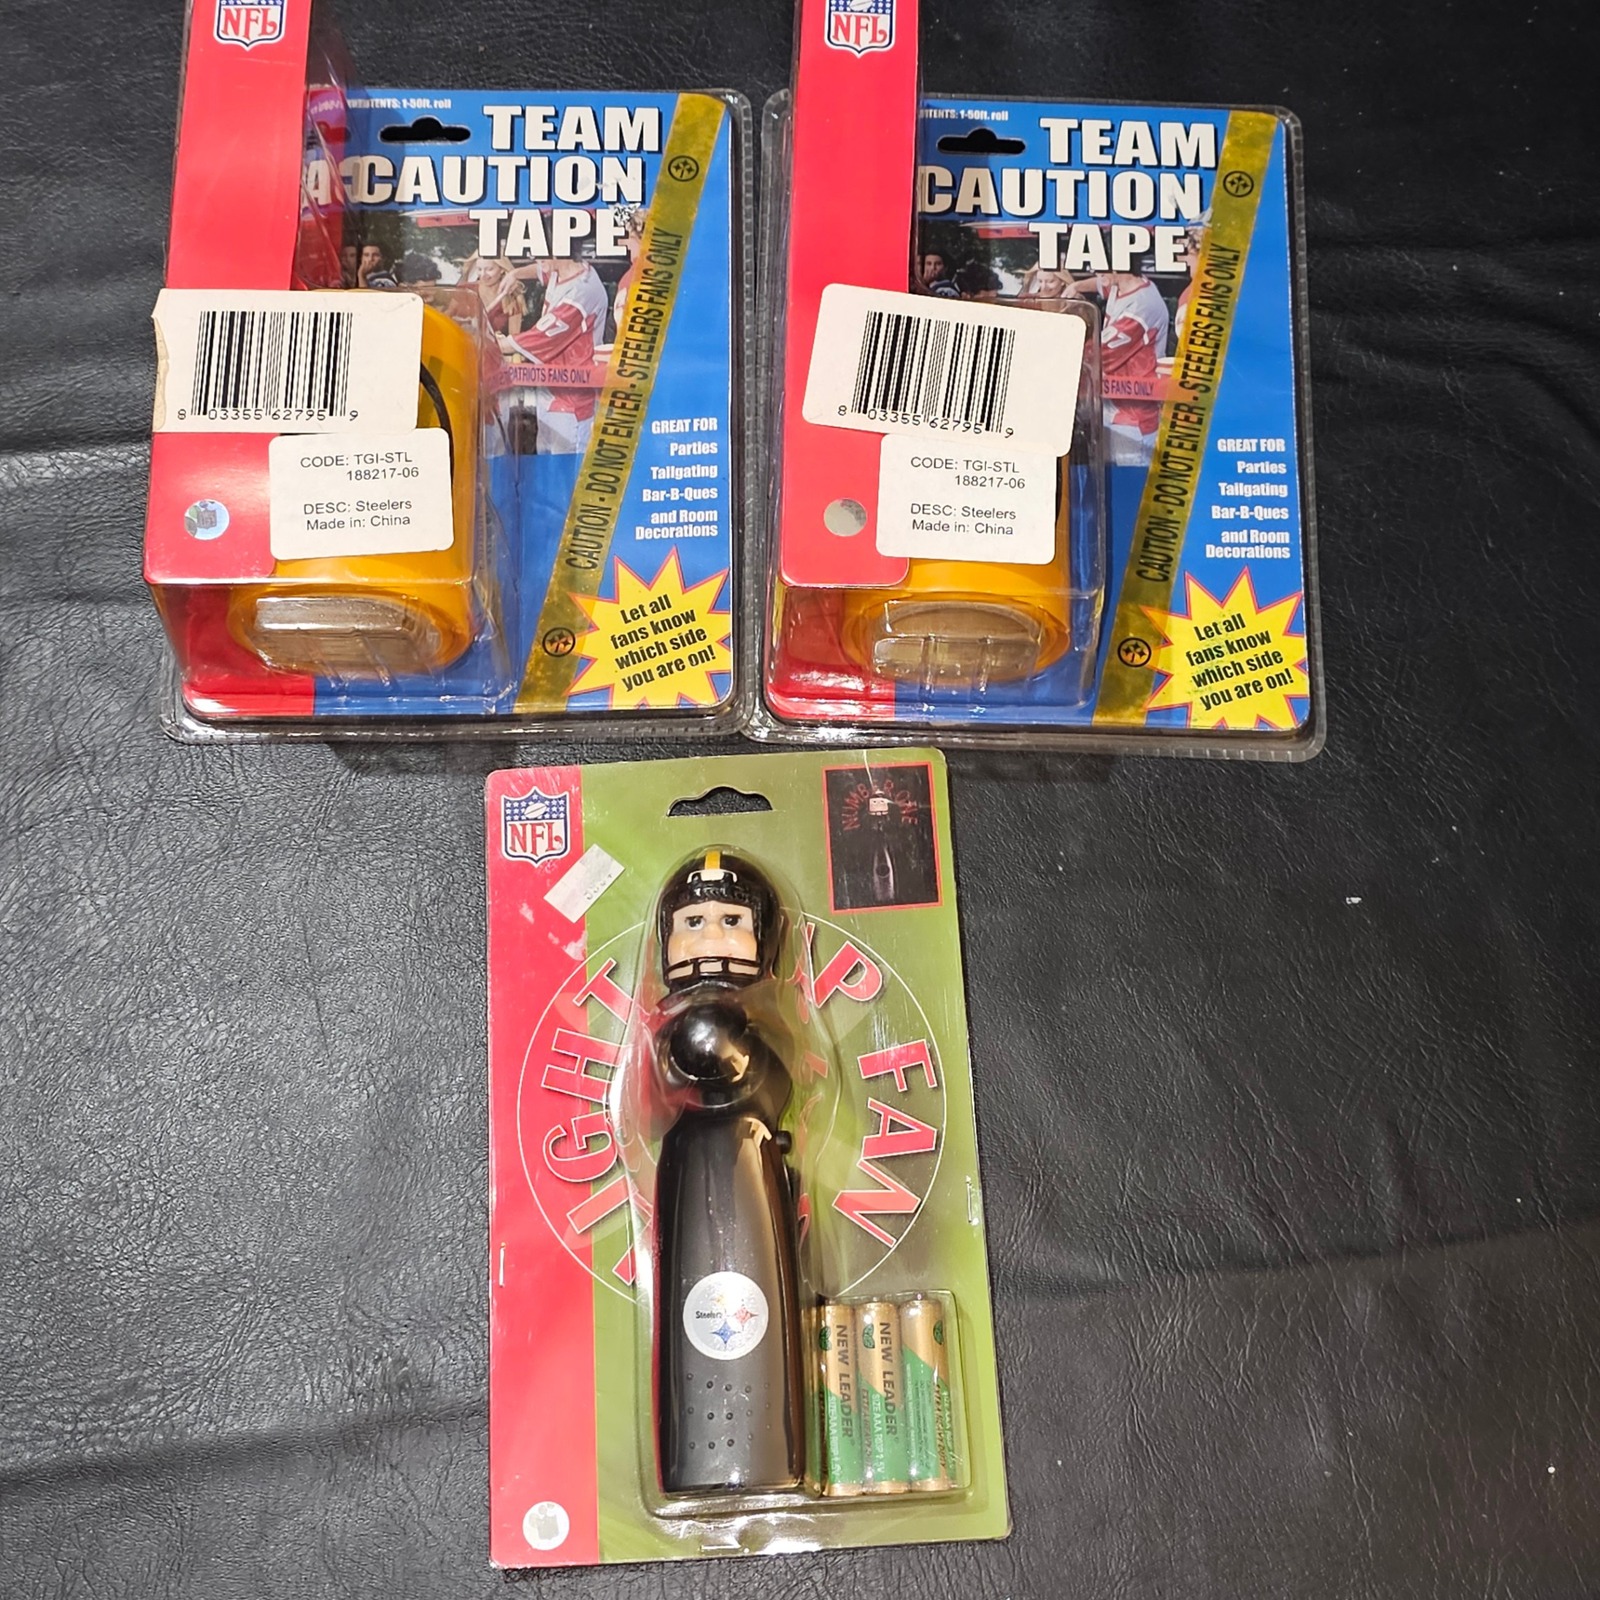 NFL
CONTENTS: 1-50ft. roll
TEAM
CAUTION
TAPE
CAUTION - DO NOT ENTER - STEELERS FANS ONLY
PATRIOTS FANS ONLY
8 03355 62795 9
CODE: TGI-STL
188217-06
DESC: Steelers
Made in: China
GREAT FOR
Parties
Tailgating
Bar-B-Ques
and Room
Decorations
Let all
fans know
which side
you are on!
NFL
1-50ft. roll
TEAM
CAUTION
TAPE
CAUTION - DO NOT ENTER - STEELERS FANS ONLY
FANS ONLY
8 03355 62795 9
CODE: TGI-STL
188217-06
DESC: Steelers
Made in: China
GREAT FOR
Parties
Tailgating
Bar-B-Ques
and Room
Decorations
Let all
fans know
which side
you are on!
NFL
NUMBER ONE
LIGHT
UP FAN
Steelers
NEW LEADER
NEW LEADER